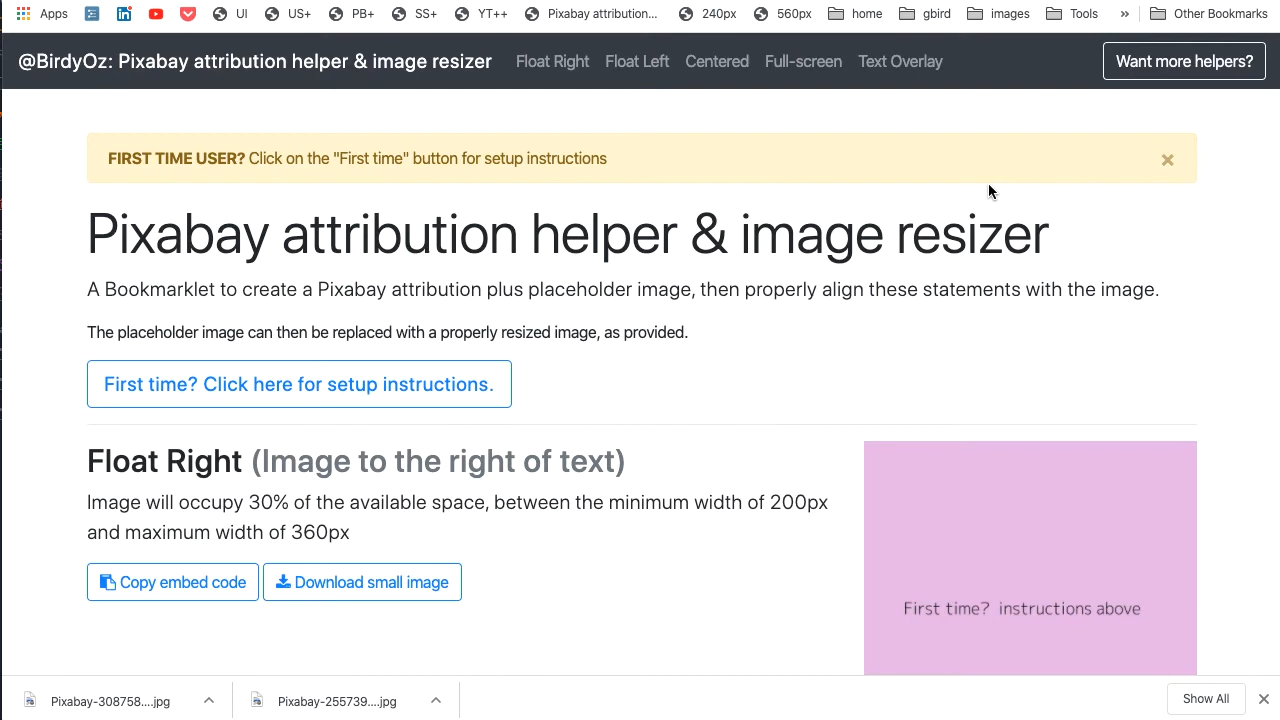 Apps UI US+ PB+ SS+ YT++ Pixabay attribution... 240px 560px home gbird images Tools » Other Bookmarks
@BirdyOz: Pixabay attribution helper & image resizer Float Right Float Left Centered Full-screen Text Overlay Want more helpers?
FIRST TIME USER? Click on the "First time" button for setup instructions ×
Pixabay attribution helper & image resizer
A Bookmarklet to create a Pixabay attribution plus placeholder image, then properly align these statements with the image.
The placeholder image can then be replaced with a properly resized image, as provided.
First time? Click here for setup instructions.
Float Right (Image to the right of text)
Image will occupy 30% of the available space, between the minimum width of 200px
and maximum width of 360px
Copy embed code Download small image
First time? instructions above
Pixabay-308758....jpg Pixabay-255739....jpg Show All